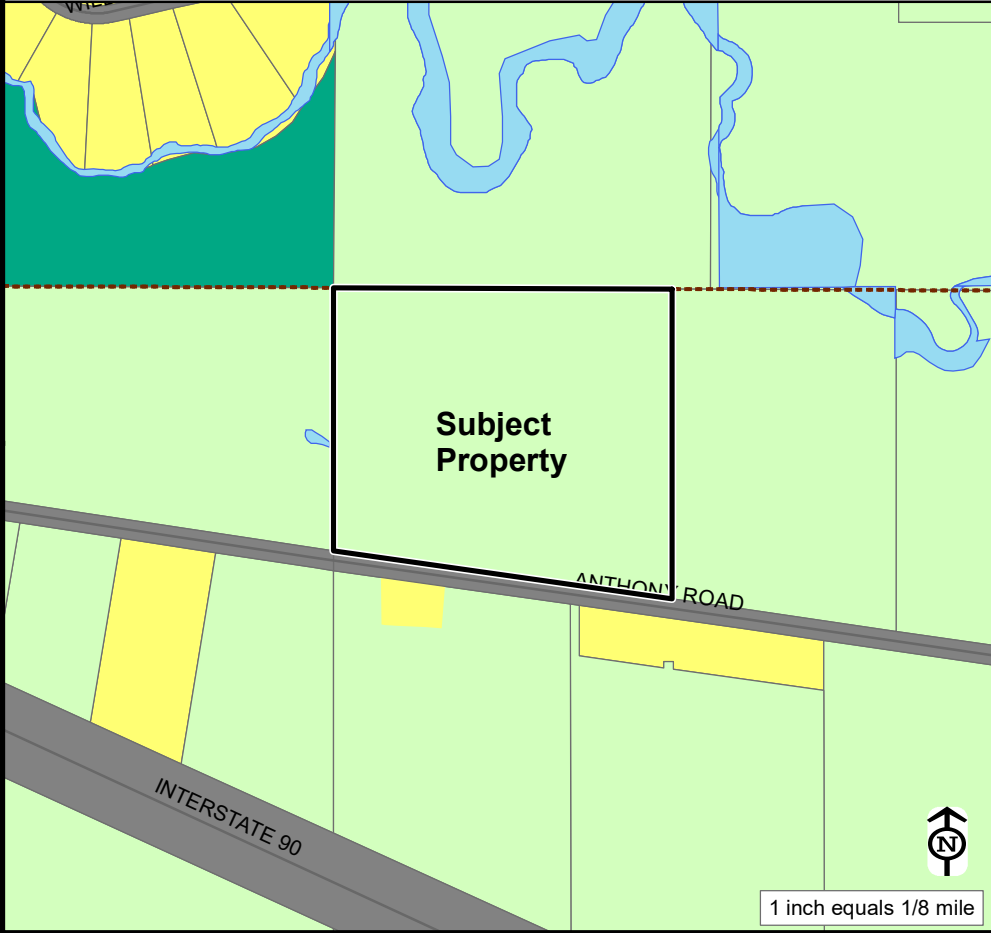 Subject
Property
ANTHONY ROAD
INTERSTATE 90
N
1 inch equals 1/8 mile